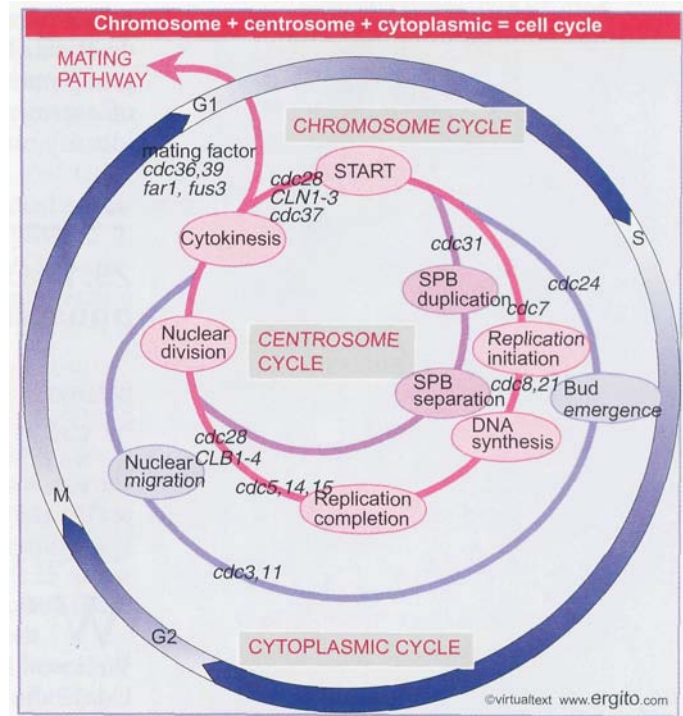 Chromosome + centrosome + cytoplasmic = cell cycle
MATING
PATHWAY
G1
CHROMOSOME CYCLE
mating factor
cdc36,39
far1, fus3
cdc28
CLN1-3
cdc37
START
Cytokinesis
cdc31
S
SPB
duplication
cdc24
cdc7
Nuclear
division
CENTROSOME
CYCLE
Replication
initiation
SPB
separation
cdc8,21
Bud
emergence
DNA
synthesis
cdc28
CLB1-4
Nuclear
migration
cdc5,14,15
Replication
completion
M
cdc3,11
G2
CYTOPLASMIC CYCLE
©virtualtext www.ergito.com